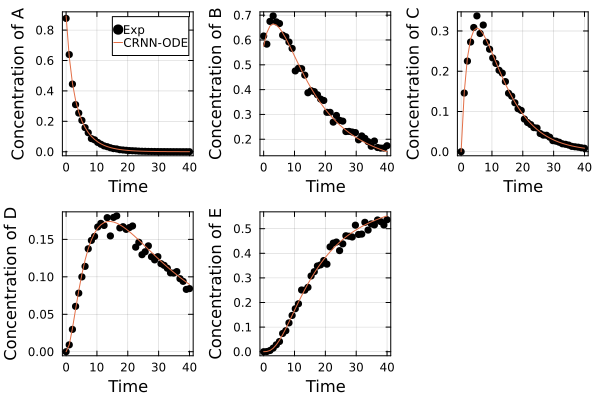 Concentration of A
0.8
0.6
0.4
0.2
0.0
0 10 20 30 40
Time
Exp
CRNN-ODE
Concentration of B
0.7
0.6
0.5
0.4
0.3
0.2
0 10 20 30 40
Time
Concentration of C
0.3
0.2
0.1
0.0
0 10 20 30 40
Time
Concentration of D
0.15
0.10
0.05
0.00
0 10 20 30 40
Time
Concentration of E
0.5
0.4
0.3
0.2
0.1
0.0
0 10 20 30 40
Time